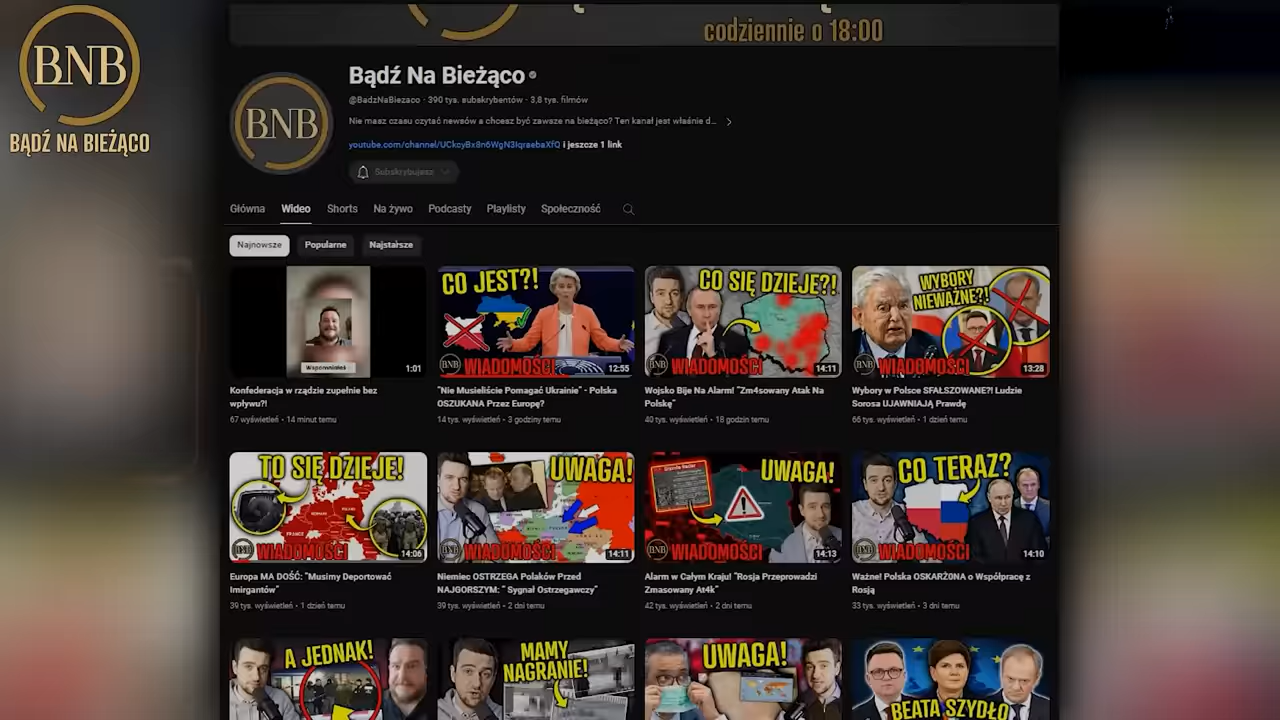 BNB
BĄDŹ NA BIEŻĄCO
codziennie o 18:00
BNB
Bądź Na Bieżąco
@BadzNaBiezaco · 390 tys. subskrybentów · 3,8 tys. filmów
Nie masz czasu czytać newsów a chcesz być zawsze na bieżąco? Ten kanał jest właśnie d...
i jeszcze 1 link
Subskrybujesz
Główna Wideo Shorts Na żywo Podcasty Playlisty Społeczność
Najnowsze Popularne Najstarsze
1:01
Konfederacja w rządzie zupełnie bez
wpływu?!
67 wyświetleń · 14 minut temu
CO JEST?!
BNB WIADOMOŚCI
12:55
"Nie Musieliście Pomagać Ukrainie" - Polska
OSZUKANA Przez Europę?
14 tys. wyświetleń · 3 godziny temu
CO SIĘ DZIEJE?!
BNB WIADOMOŚCI
14:11
Wojsko Bije Na Alarm! "Zm4sowany Atak Na
Polskę"
40 tys. wyświetleń · 18 godzin temu
WYBORY
NIEWAŻNE?!
BNB WIADOMOŚCI
13:28
Wybory w Polsce SFAŁSZOWANE?! Ludzie
Sorosa UJAWNIAJĄ Prawdę
66 tys. wyświetleń · 1 dzień temu
TO SIĘ DZIEJE!
BNB WIADOMOŚCI
14:06
Europa MA DOŚĆ: "Musimy Deportować
Imirgantów"
39 tys. wyświetleń · 1 dzień temu
UWAGA!
BNB WIADOMOŚCI
14:11
Niemiec OSTRZEGA Polaków Przed
NAJGORSZYM: " Sygnał Ostrzegawczy"
39 tys. wyświetleń · 2 dni temu
UWAGA!
BNB WIADOMOŚCI
14:13
Alarm w Całym Kraju! "Rosja Przeprowadzi
Zmasowany At4k"
42 tys. wyświetleń · 2 dni temu
CO TERAZ?
BNB WIADOMOŚCI
14:10
Ważne! Polska OSKARŻONA o Współpracę z
Rosją
33 tys. wyświetleń · 3 dni temu
A JEDNAK!
MAMY
NAGRANIE!
UWAGA!
BEATA SZYDŁO